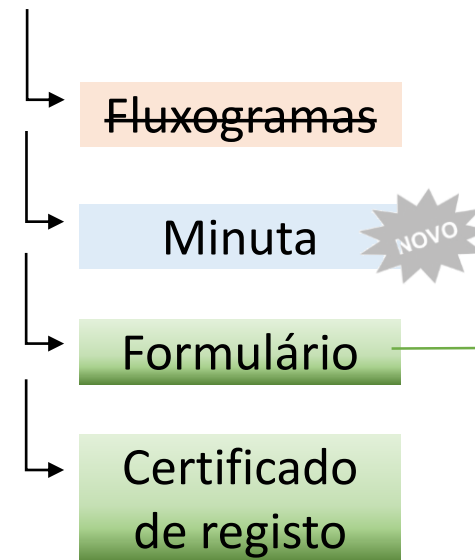 Fluxogramas
Minuta
NOVO
Formulário
Certificado
de registo